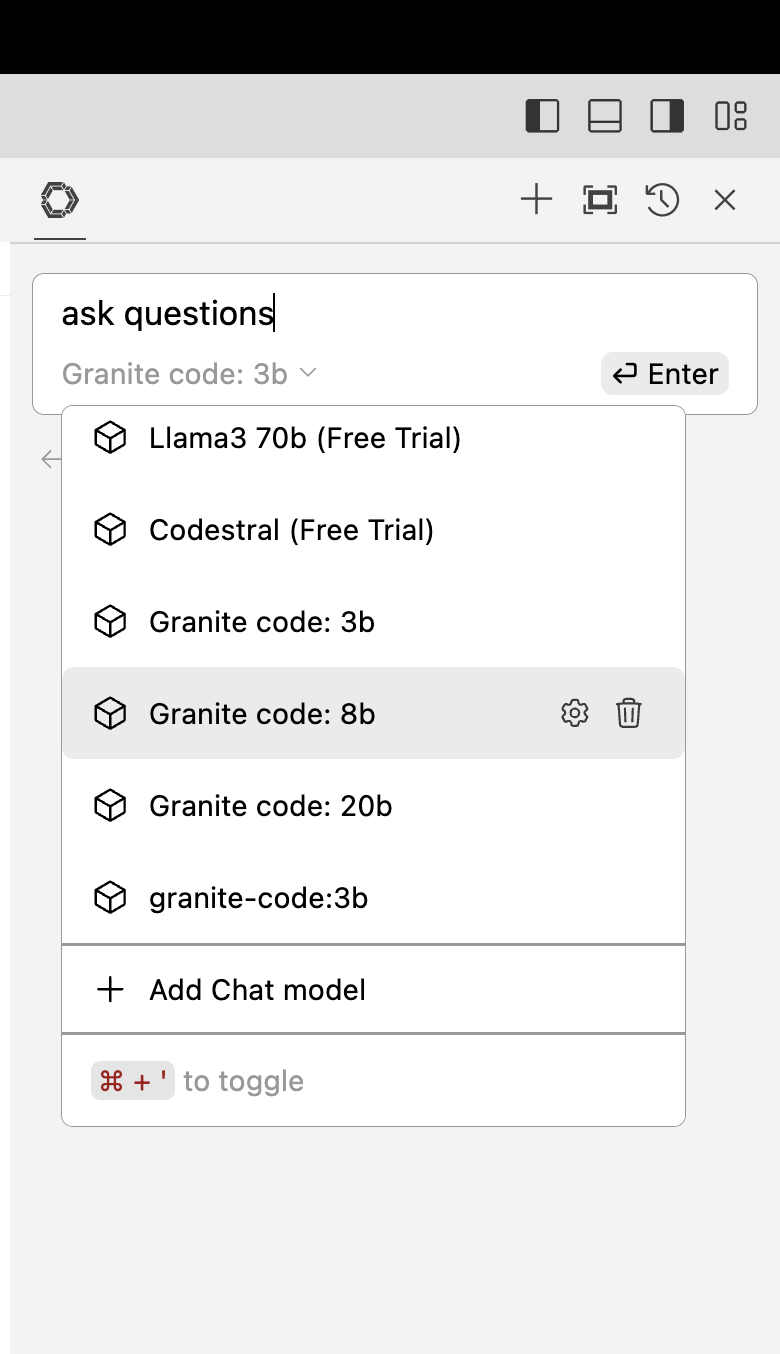 ask questions
Granite code: 3b
Enter
Llama3 70b (Free Trial)
Codestral (Free Trial)
Granite code: 3b
Granite code: 8b
Granite code: 20b
granite-code:3b
Add Chat model
⌘ + ' to toggle